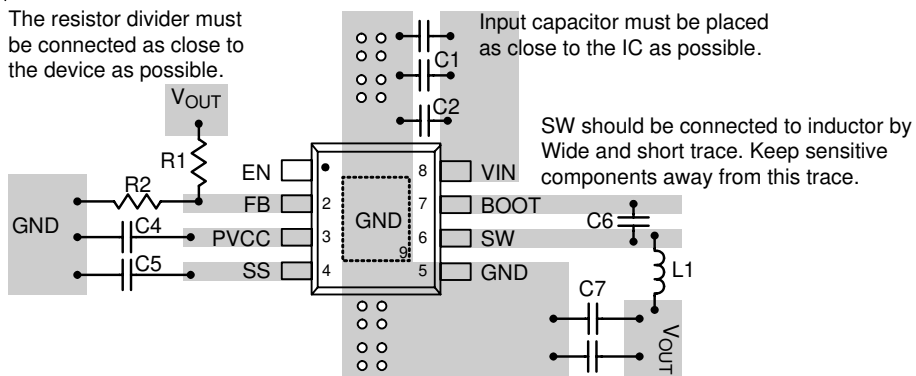 The resistor divider must
be connected as close to
the device as possible.
Input capacitor must be placed
as close to the IC as possible.
C1
C2
VOUT
SW should be connected to inductor by
Wide and short trace. Keep sensitive
components away from this trace.
R1
R2
EN
8
VIN
FB
2
7
BOOT
GND
GND
C4
PVCC
3
6
SW
C6
9
C5
SS
4
5
GND
L1
C7
VOUT